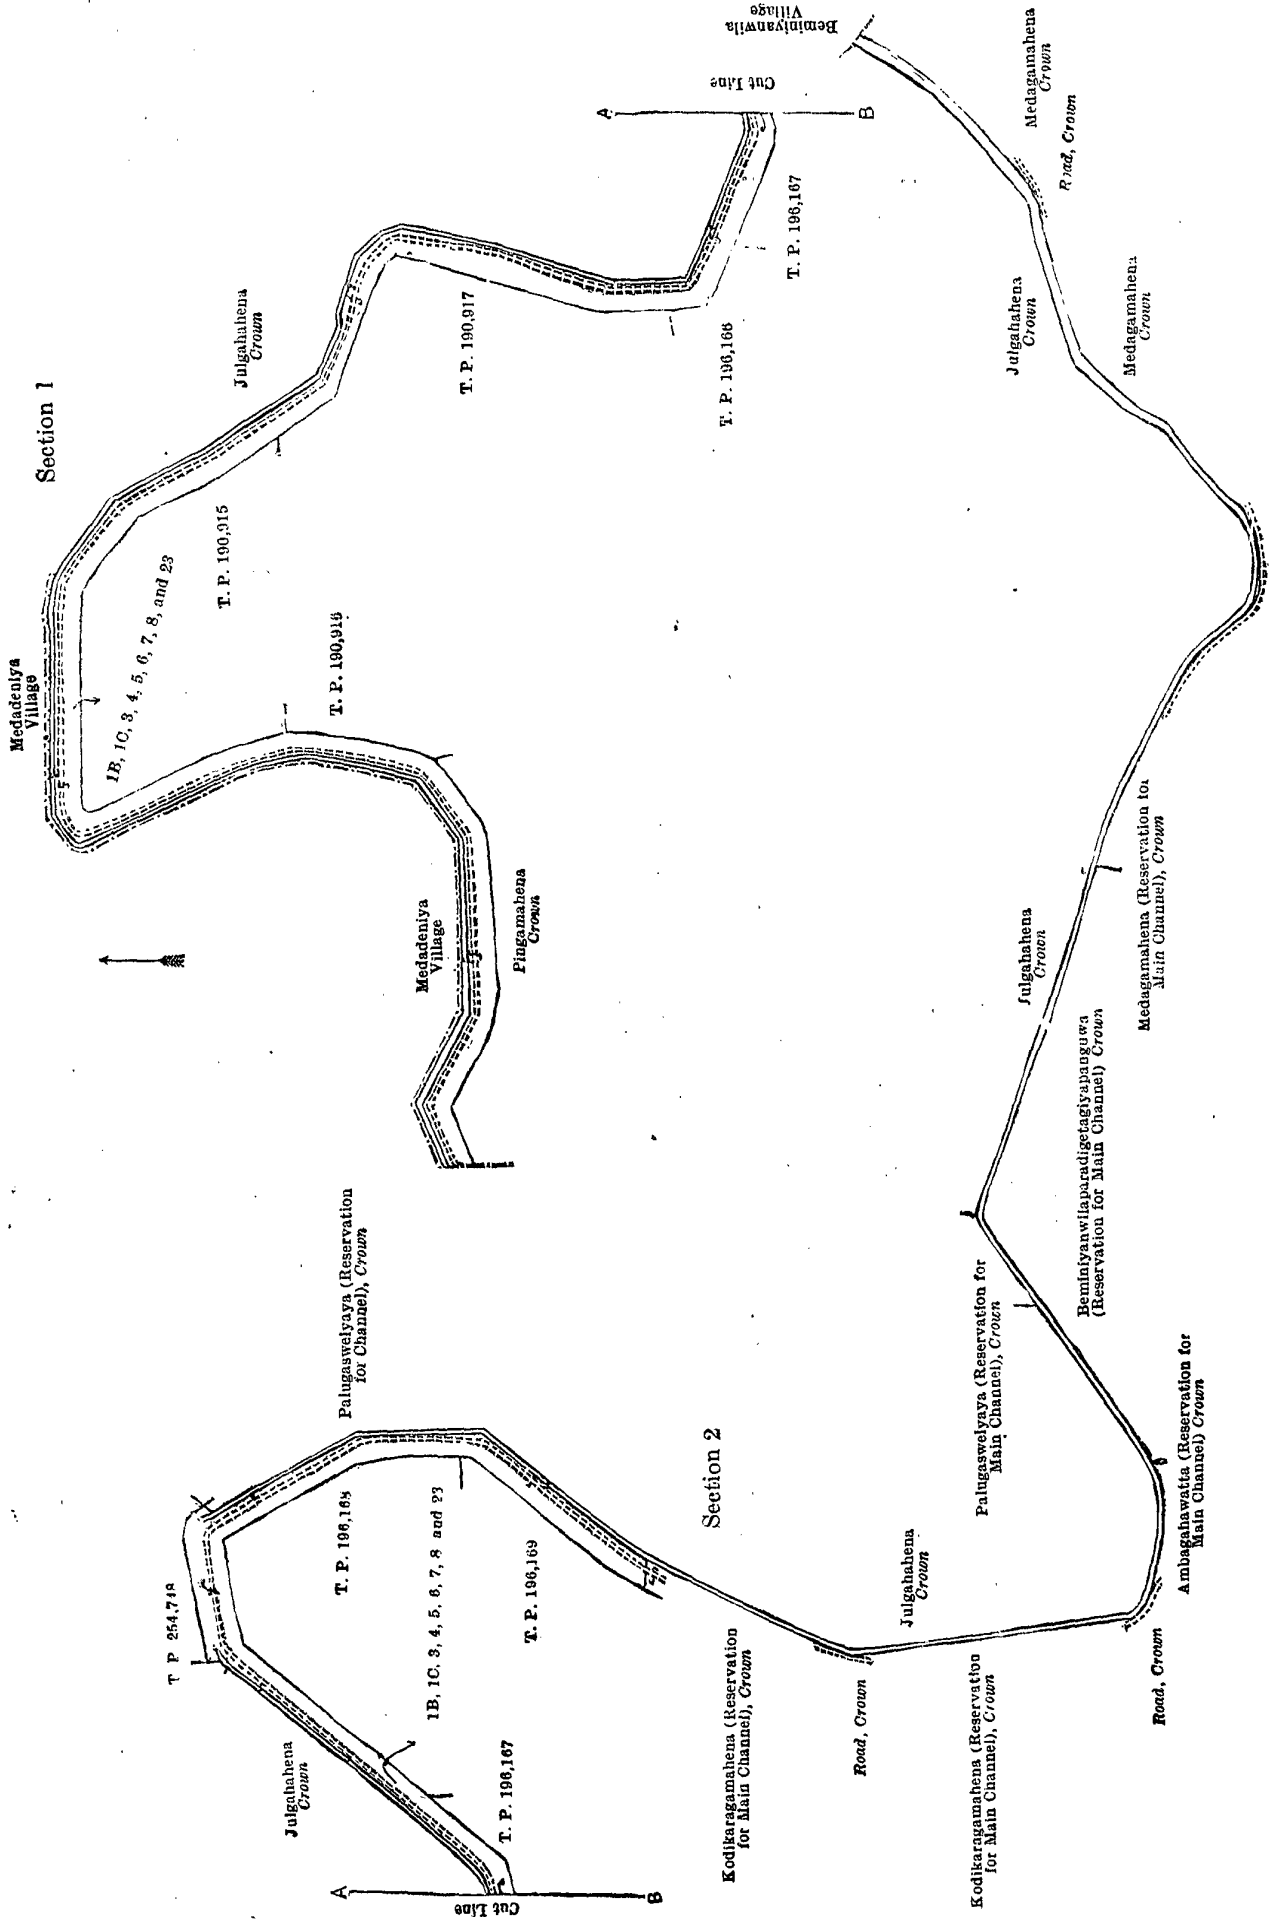 Section 1
Medadeniya
Village
1B, 1C, 3, 4, 5, 6, 7, 8, and 23
T. P. 190,915
T. P. 190,916
Julgahahena
Crown
T. P. 190,917
T. P. 196,166
T. P. 196,167
A
B
Cut Line
Medadeniya
Village
Pingamahena
Crown
Section 2
A
B
Cut Line
T. P. 196,167
Julgahahena
Crown
1B, 1C, 3, 4, 5, 6, 7, 8 and 23
T P 254,748
T. P. 196,168
T. P. 196,169
Palugaswelyaya (Reservation
for Channel), Crown
Kodikaragamahena (Reservation
for Main Channel), Crown
Road, Crown
Julgahahena
Crown
Kodikaragamahena (Reservation
for Main Channel), Crown
Road, Crown
Ambagahawatta (Reservation for
Main Channel) Crown
Palugaswelyaya (Reservation for
Main Channel), Crown
Beminiyanwilaparadigetagiyapanguwa
(Reservation for Main Channel) Crown
Julgahahena
Crown
Medagamahena (Reservation for
Main Channel), Crown
Julgahahena
Crown
Medagamahena
Crown
Road, Crown
Medagamahena
Crown
Beminiyanwila
Village